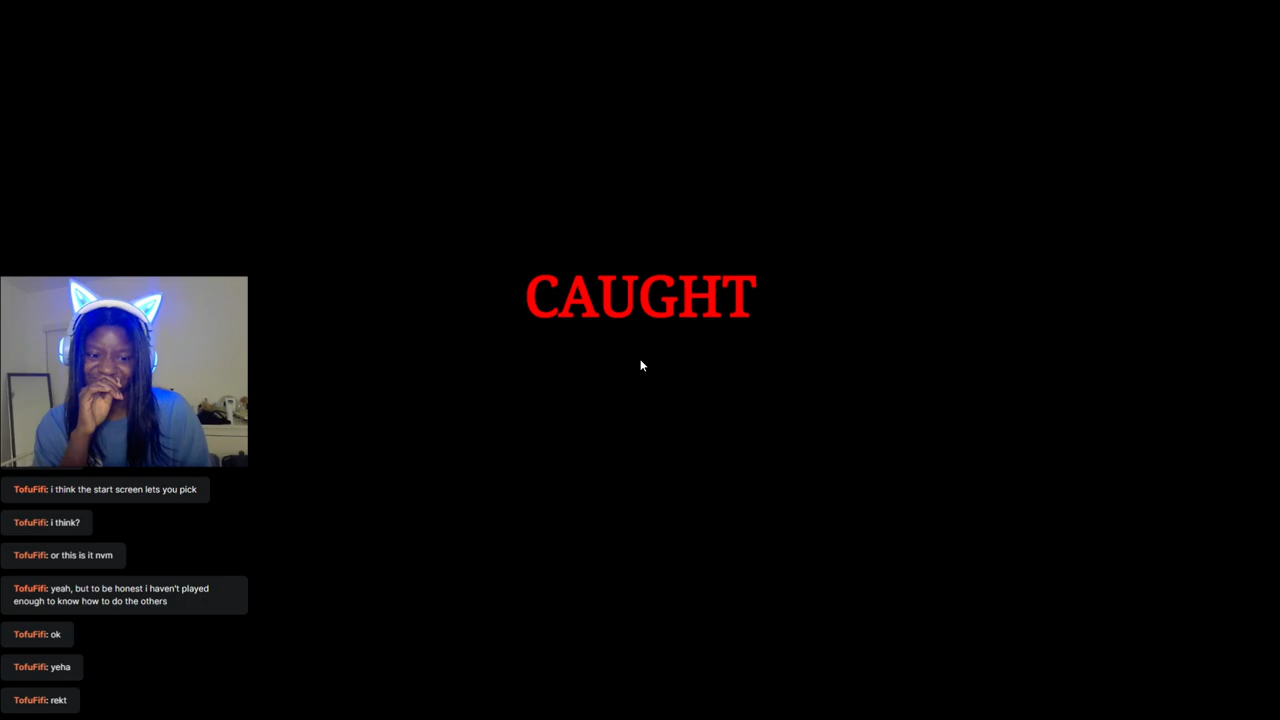 CAUGHT
TofuFifi: i think the start screen lets you pick
TofuFifi: i think?
TofuFifi: or this is it nvm
TofuFifi: yeah, but to be honest i haven't played
enough to know how to do the others
TofuFifi: ok
TofuFifi: yeha
TofuFifi: rekt